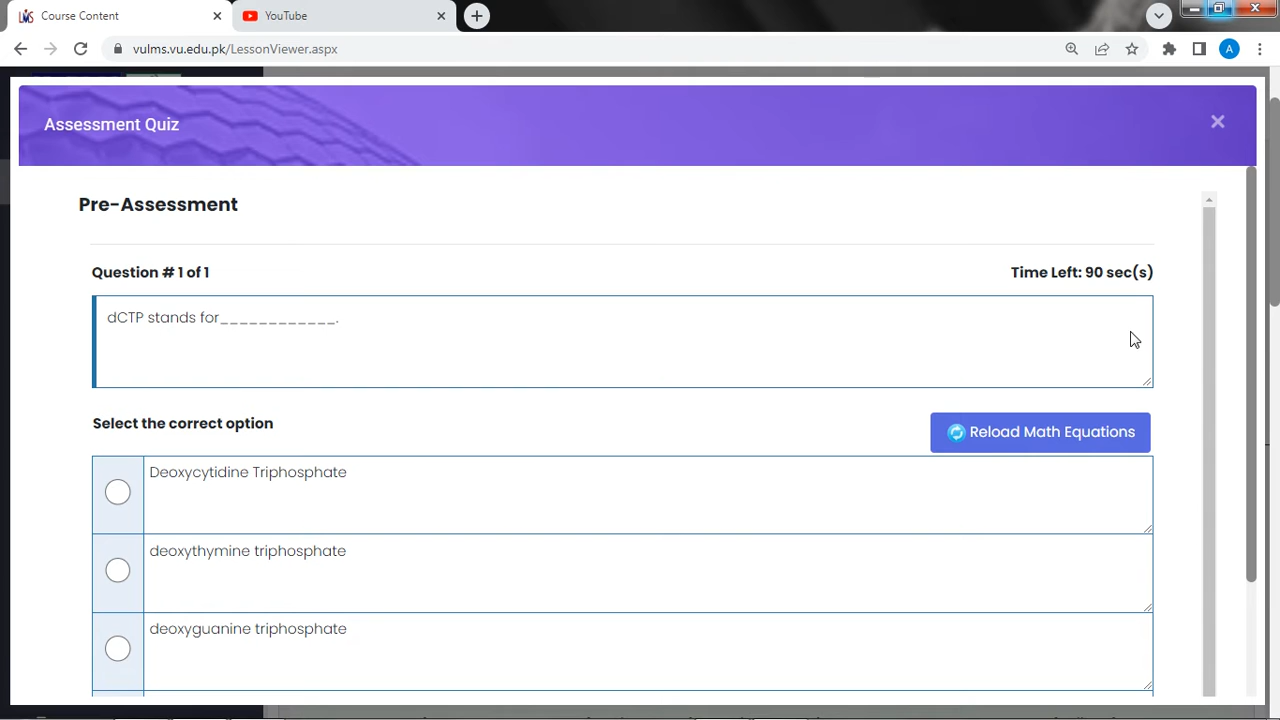 Course Content
YouTube
vulms.vu.edu.pk/LessonViewer.aspx
A
Assessment Quiz
Pre-Assessment
Question # 1 of 1
Time Left: 90 sec(s)
dCTP stands for____________.
Select the correct option
Reload Math Equations
Deoxycytidine Triphosphate
deoxythymine triphosphate
deoxyguanine triphosphate